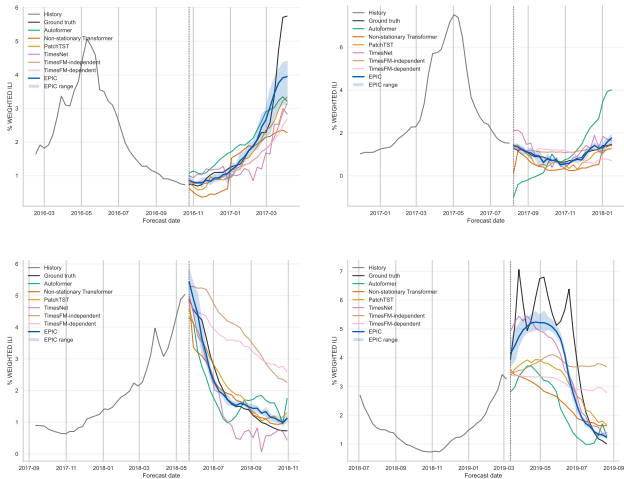 History
Ground truth
Autoformer
Non-stationary Transformer
PatchTST
TimesNet
TimesFM-independent
TimesFM-dependent
EPIC
EPIC range
% WEIGHTED ILI
6
5
4
3
2
1
2016-03
2016-05
2016-07
2016-09
2016-11
2017-01
2017-03
Forecast date
History
Ground truth
Autoformer
Non-stationary Transformer
PatchTST
TimesNet
TimesFM-independent
TimesFM-dependent
EPIC
EPIC range
% WEIGHTED ILI
6
4
2
0
2017-01
2017-03
2017-05
2017-07
2017-09
2017-11
2018-01
Forecast date
History
Ground truth
Autoformer
Non-stationary Transformer
PatchTST
TimesNet
TimesFM-independent
TimesFM-dependent
EPIC
EPIC range
% WEIGHTED ILI
6
5
4
3
2
1
0
2017-09
2017-11
2018-01
2018-03
2018-05
2018-07
2018-09
2018-11
Forecast date
History
Ground truth
Autoformer
Non-stationary Transformer
PatchTST
TimesNet
TimesFM-independent
TimesFM-dependent
EPIC
EPIC range
% WEIGHTED ILI
7
6
5
4
3
2
1
2018-07
2018-09
2018-11
2019-01
2019-03
2019-05
2019-07
2019-09
Forecast date